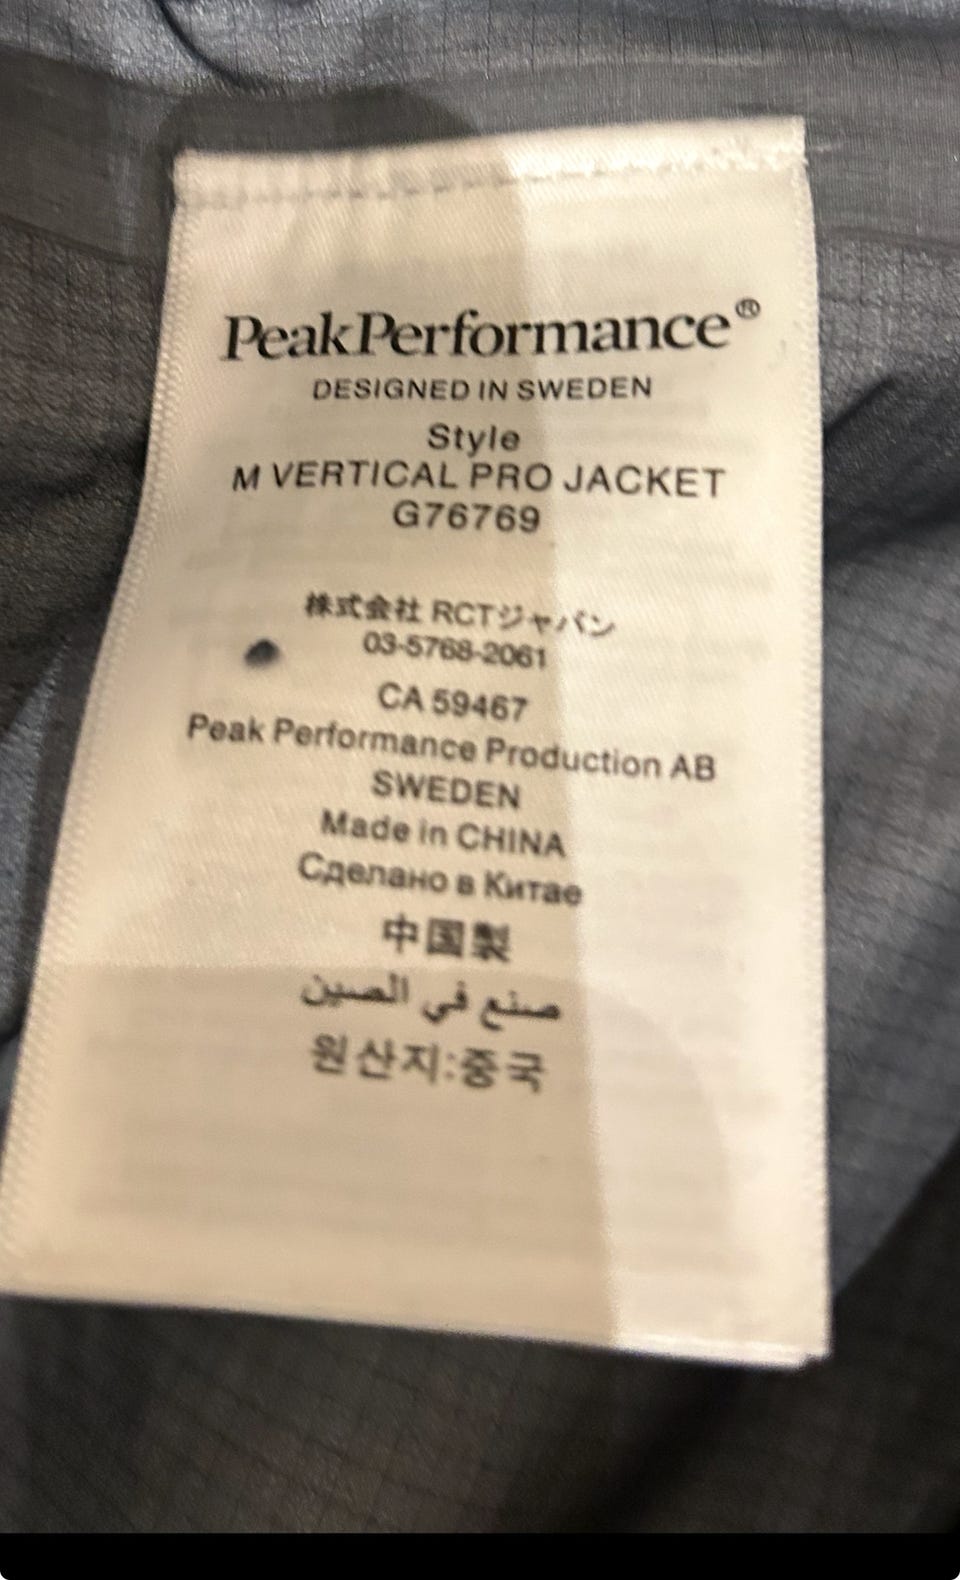 PeakPerformance®
DESIGNED IN SWEDEN
Style
M VERTICAL PRO JACKET
G76769
株式会社 RCTジャパン
03-5768-2061
CA 59467
Peak Performance Production AB
SWEDEN
Made in CHINA
Сделано в Китае
中国製
صنع في الصين
원산지:중국